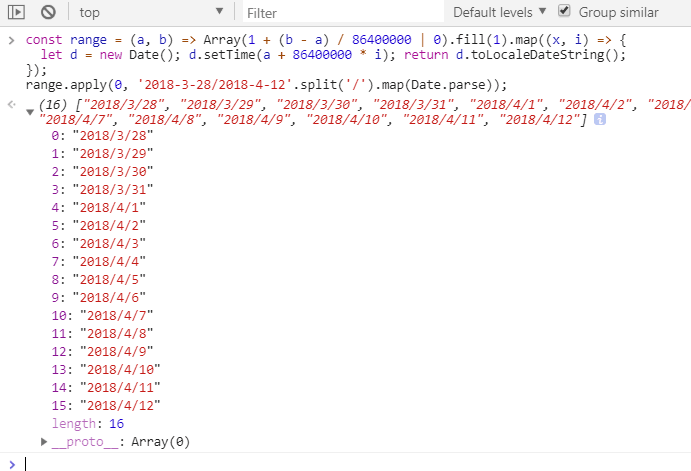 top Filter Default levels Group similar
const range = (a, b) => Array(1 + (b - a) / 86400000 | 0).fill(1).map((x, i) => {
  let d = new Date(); d.setTime(a + 86400000 * i); return d.toLocaleDateString();
});
range.apply(0, '2018-3-28/2018-4-12'.split('/').map(Date.parse));
(16) ["2018/3/28", "2018/3/29", "2018/3/30", "2018/3/31", "2018/4/1", "2018/4/2", "2018/
"2018/4/7", "2018/4/8", "2018/4/9", "2018/4/10", "2018/4/11", "2018/4/12"]
0: "2018/3/28"
1: "2018/3/29"
2: "2018/3/30"
3: "2018/3/31"
4: "2018/4/1"
5: "2018/4/2"
6: "2018/4/3"
7: "2018/4/4"
8: "2018/4/5"
9: "2018/4/6"
10: "2018/4/7"
11: "2018/4/8"
12: "2018/4/9"
13: "2018/4/10"
14: "2018/4/11"
15: "2018/4/12"
length: 16
__proto__: Array(0)